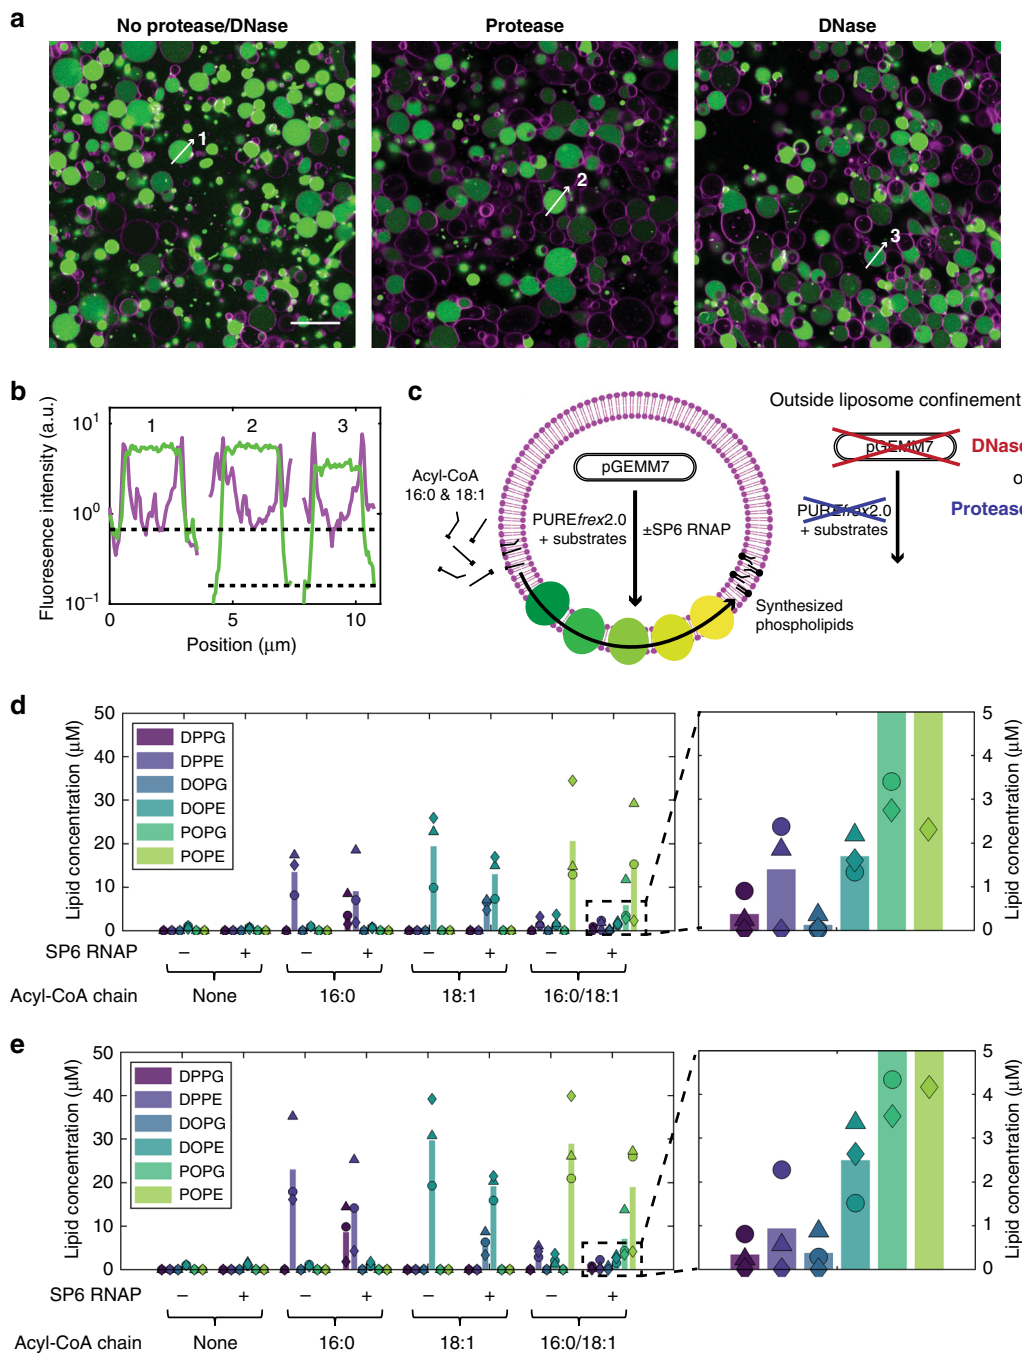 a
No protease/DNase
Protease
DNase
1
2
3
b
Fluorescence intensity (a.u.)
10¹
10⁰
10⁻¹
1
2
3
0
5
10
Position (μm)
c
Acyl-CoA
16:0 & 18:1
pGEMM7
PUREfrex2.0
+ substrates
±SP6 RNAP
Synthesized
phospholipids
Outside liposome confinement
pGEMM7
DNase
o
PUREfrex2.0
+ substrates
Protease
d
Lipid concentration (μM)
50
40
30
20
10
0
DPPG
DPPE
DOPG
DOPE
POPG
POPE
5
4
3
2
1
0
Lipid concentration (μM)
SP6 RNAP
− + − + − + − +
Acyl-CoA chain
None 16:0 18:1 16:0/18:1
e
Lipid concentration (μM)
50
40
30
20
10
0
DPPG
DPPE
DOPG
DOPE
POPG
POPE
5
4
3
2
1
0
Lipid concentration (μM)
SP6 RNAP
− + − + − + − +
Acyl-CoA chain
None 16:0 18:1 16:0/18:1